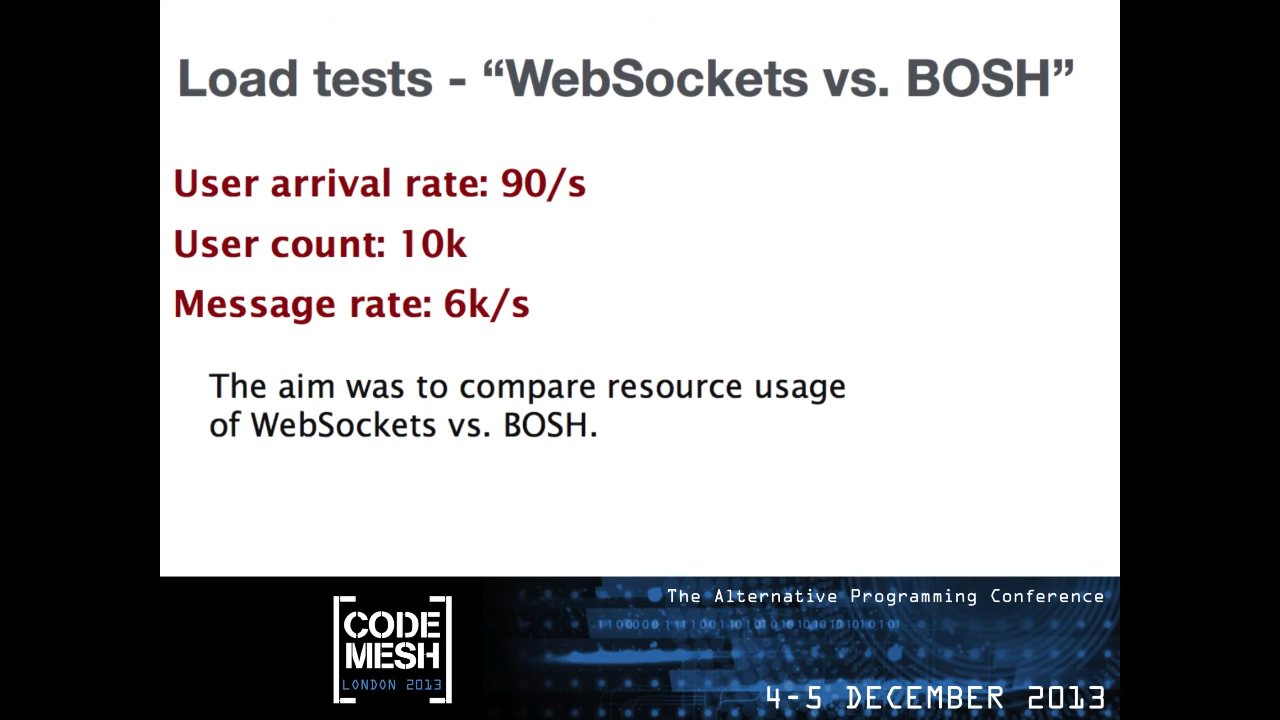 Load tests - “WebSockets vs. BOSH”
User arrival rate: 90/s
User count: 10k
Message rate: 6k/s
The aim was to compare resource usage
of WebSockets vs. BOSH.
The Alternative Programming Conference
CODE
MESH
LONDON 2013
4-5 DECEMBER 2013